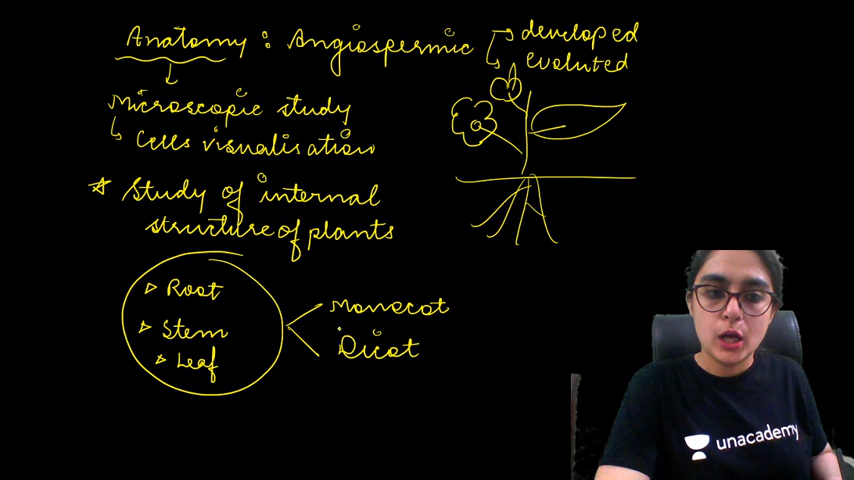 Anatomy : Angiospermic
developed
evaluted
Microscopic study
Cells visualisation
Study of internal
structure of plants
Root
Stem
Leaf
Monocot
Dicot
unacademy